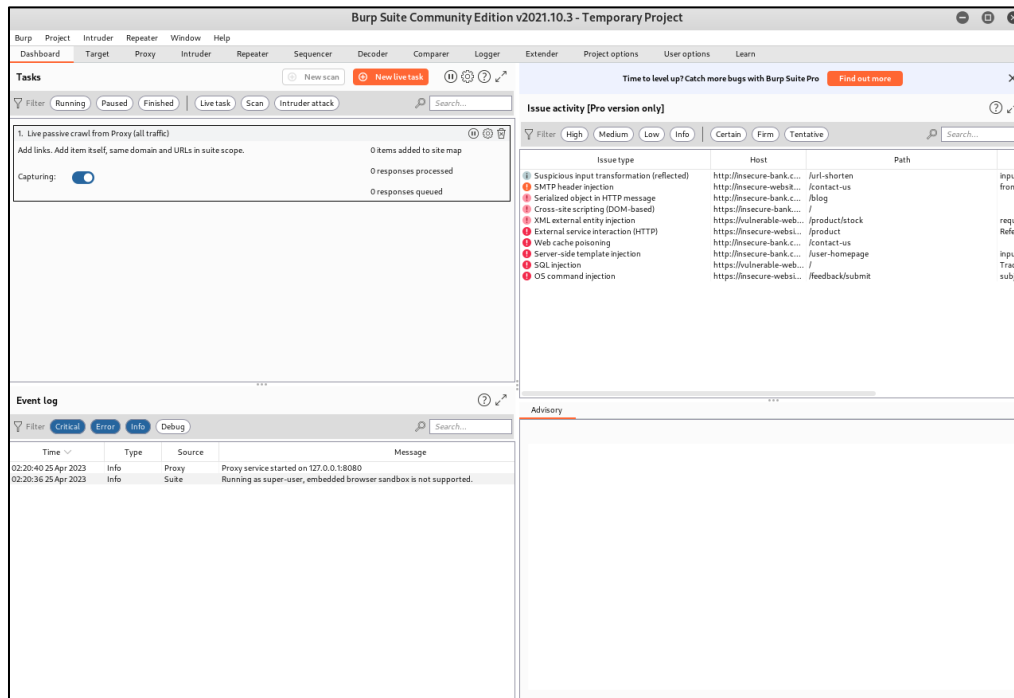 Burp Suite Community Edition v2021.10.3 - Temporary Project
Burp Project Intruder Repeater Window Help
Dashboard Target Proxy Intruder Repeater Sequencer Decoder Comparer Logger Extender Project options User options Learn
Tasks
New scan
New live task
Filter Running Paused Finished Live task Scan Intruder attack Search...
1. Live passive crawl from Proxy (all traffic)
Add links. Add item itself, same domain and URLs in suite scope.
0 items added to site map
0 responses processed
Capturing:
0 responses queued
Event log
Filter Critical Error Info Debug Search...
Time Type Source Message
02:20:40 25 Apr 2023 Info Proxy Proxy service started on 127.0.0.1:8080
02:20:36 25 Apr 2023 Info Suite Running as super-user, embedded browser sandbox is not supported.
Time to level up? Catch more bugs with Burp Suite Pro Find out more
Issue activity [Pro version only]
Filter High Medium Low Info Certain Firm Tentative Search...
Issue type Host Path
Suspicious input transformation (reflected) http://insecure-bank.c... /url-shorten inpu
SMTP header injection http://insecure-websit... /contact-us fron
Serialized object in HTTP message http://insecure-bank.c... /blog
Cross-site scripting (DOM-based) https://insecure-bank.... /
XML external entity injection https://vulnerable-web... /product/stock requ
External service interaction (HTTP) https://insecure-websi... /product Refe
Web cache poisoning http://insecure-bank.c... /contact-us
Server-side template injection http://insecure-bank.c... /user-homepage inpu
SQL injection https://vulnerable-web... / Trac
OS command injection https://insecure-websi... /feedback/submit subj
Advisory